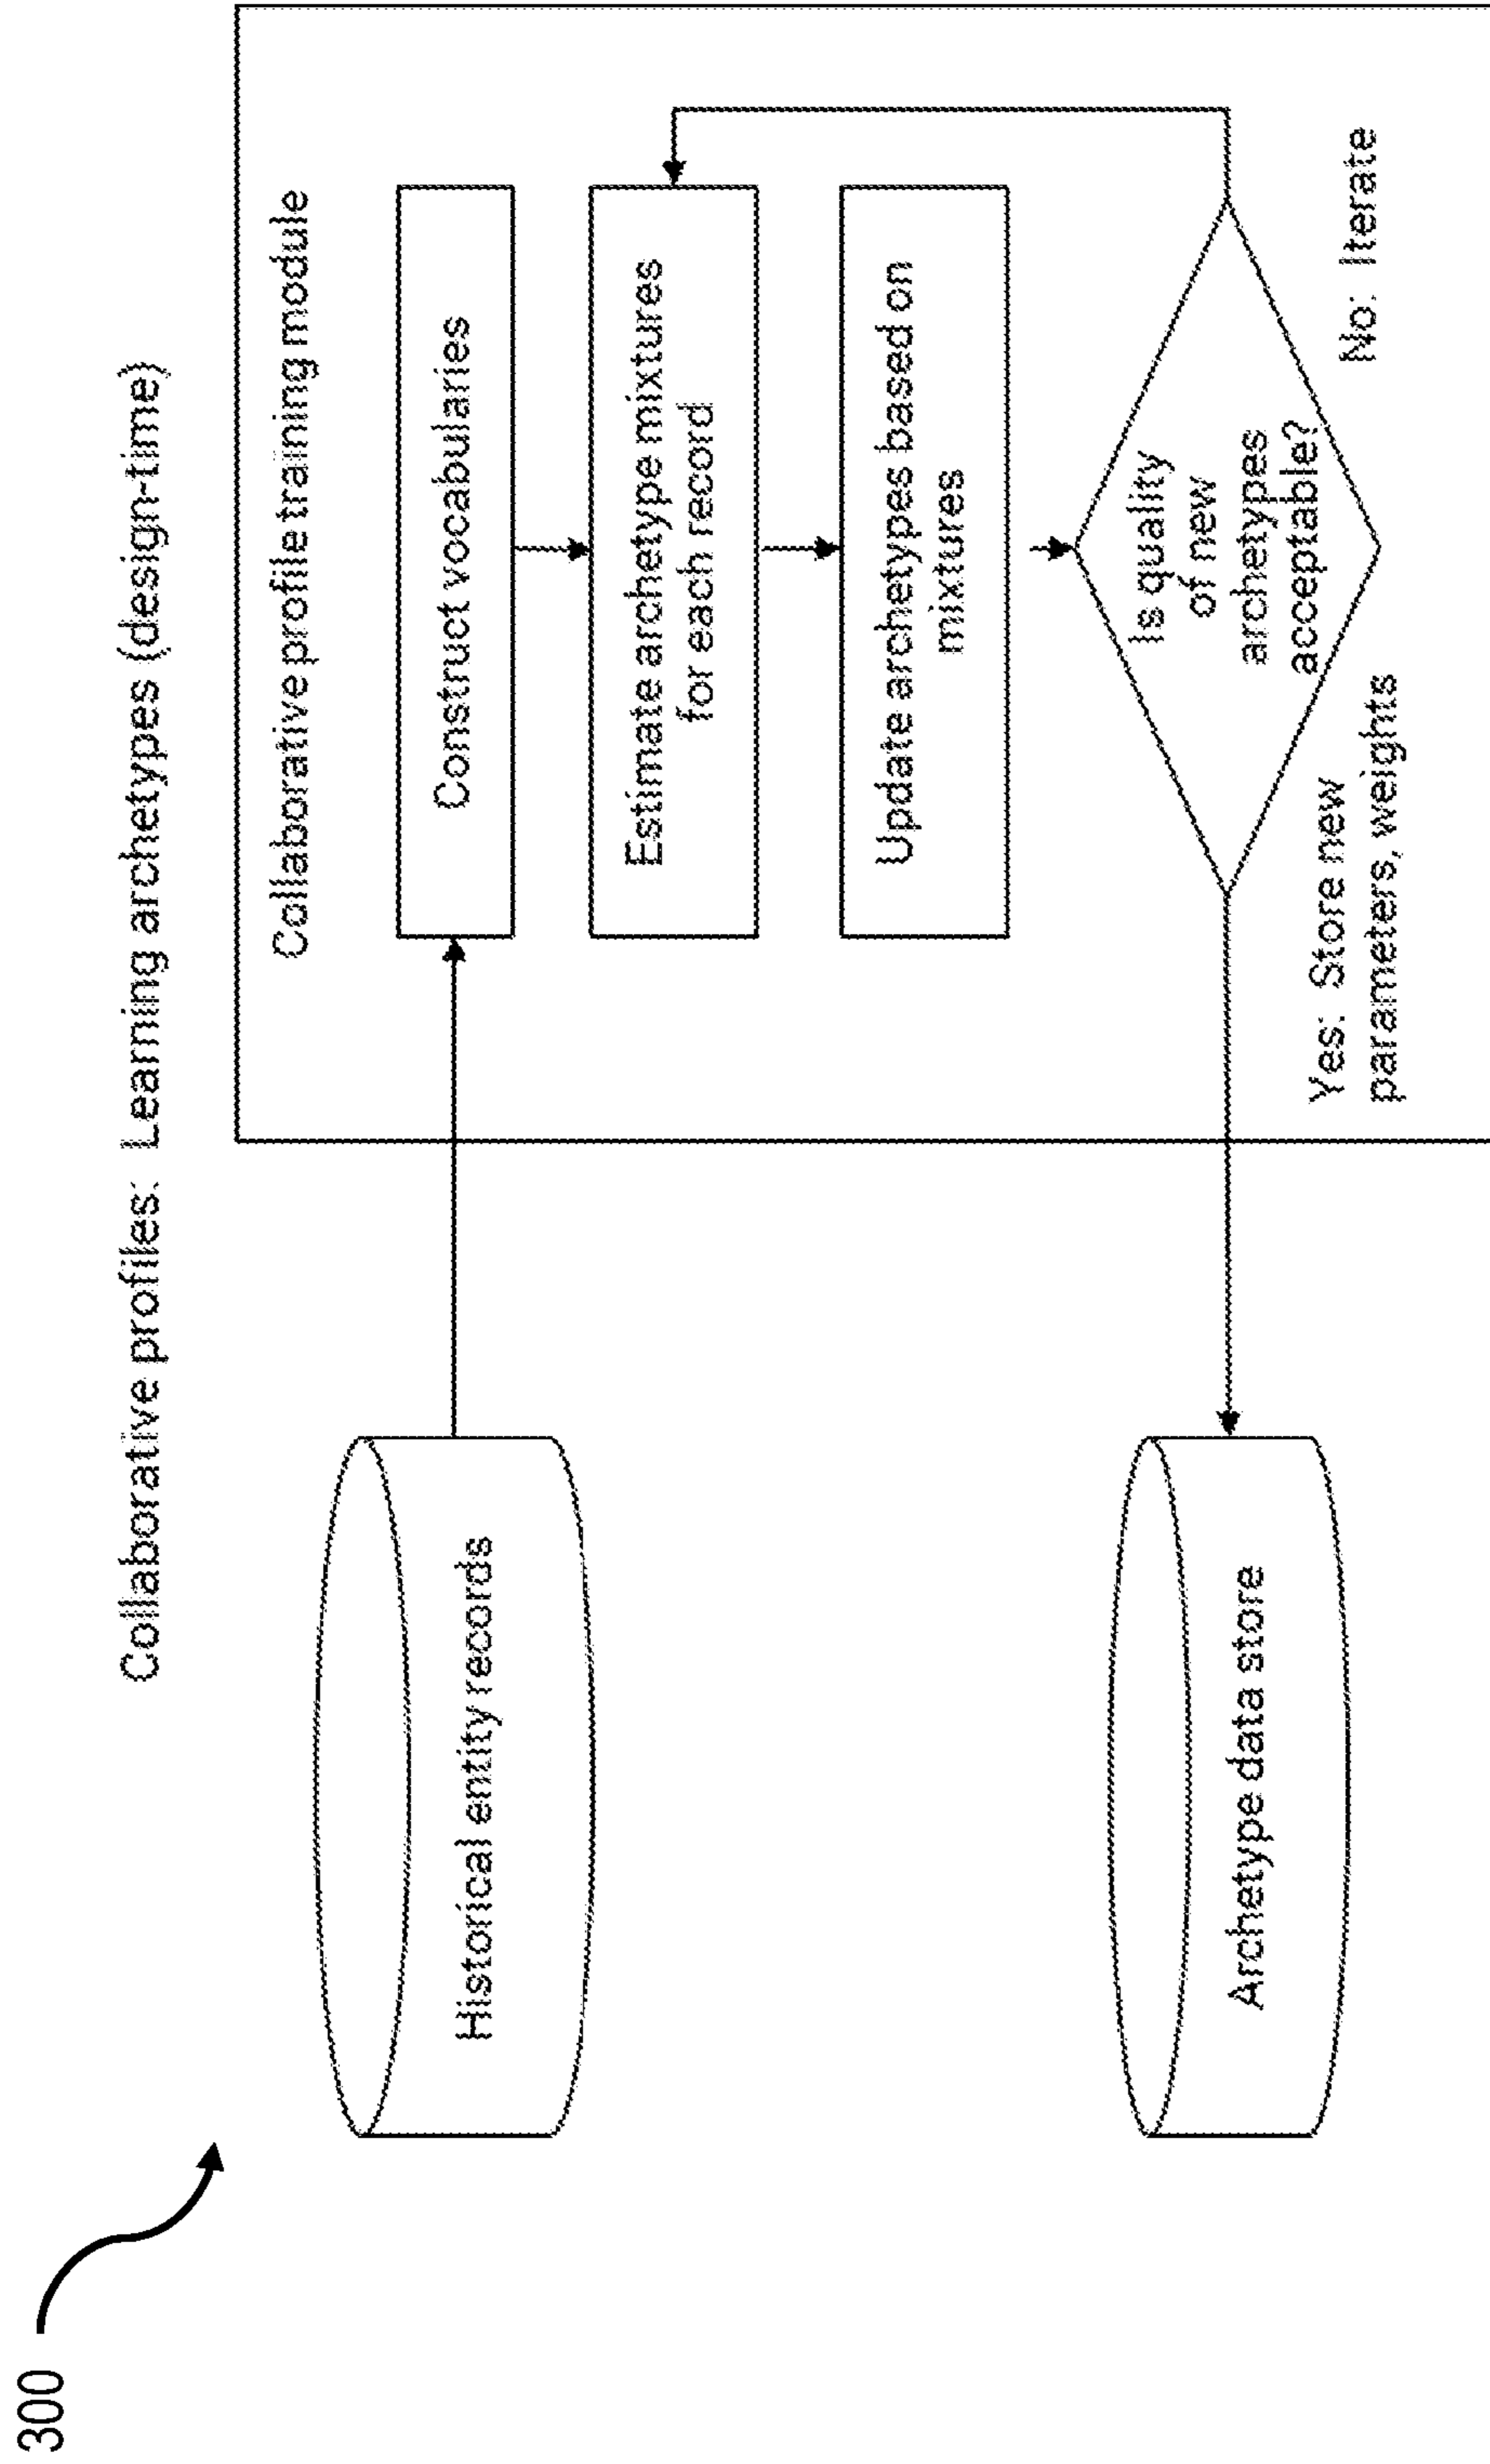 300
Collaborative profiles: Learning archetypes (design-time)
Historical entity records
Collaborative profile training module
Construct vocabularies
Estimate archetype mixtures
for each record
Update archetypes based on
mixtures
Is quality
of new
archetypes
acceptable?
No: Iterate
Yes: Store new
parameters, weights
Archetype data store